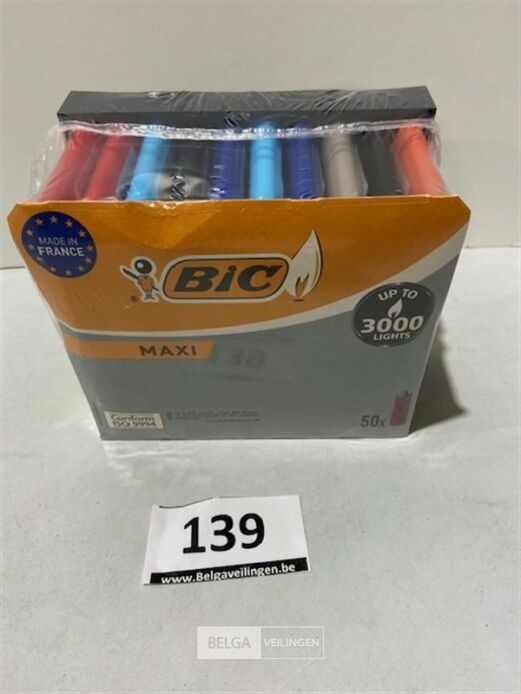 MADE IN
FRANCE
BIC
®
UP TO
3000
LIGHTS
MAXI
Conform
ISO 9994
50x
139
www.Belgaveilingen.be
BELGA VEILINGEN